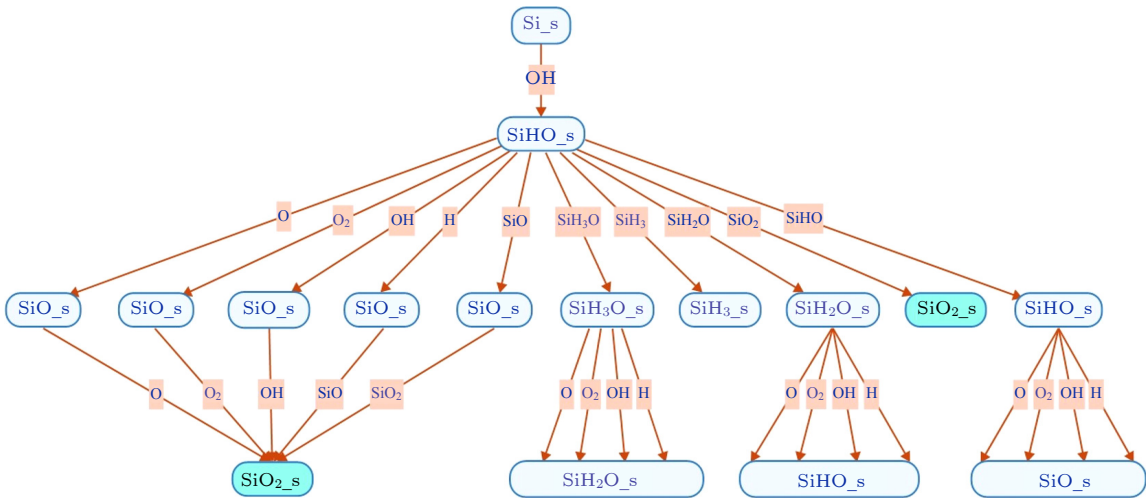 Si_s
OH
SiHO_s
O
O₂
OH
H
SiO
SiH₃O
SiH₃
SiH₂O
SiO₂
SiHO
SiO_s
SiO_s
SiO_s
SiO_s
SiO_s
SiH₃O_s
SiH₃_s
SiH₂O_s
SiO₂_s
SiHO_s
O
O₂
OH
SiO
SiO₂
O
O₂
OH
H
O
O₂
OH
H
O
O₂
OH
H
SiO₂_s
SiH₂O_s
SiHO_s
SiO_s